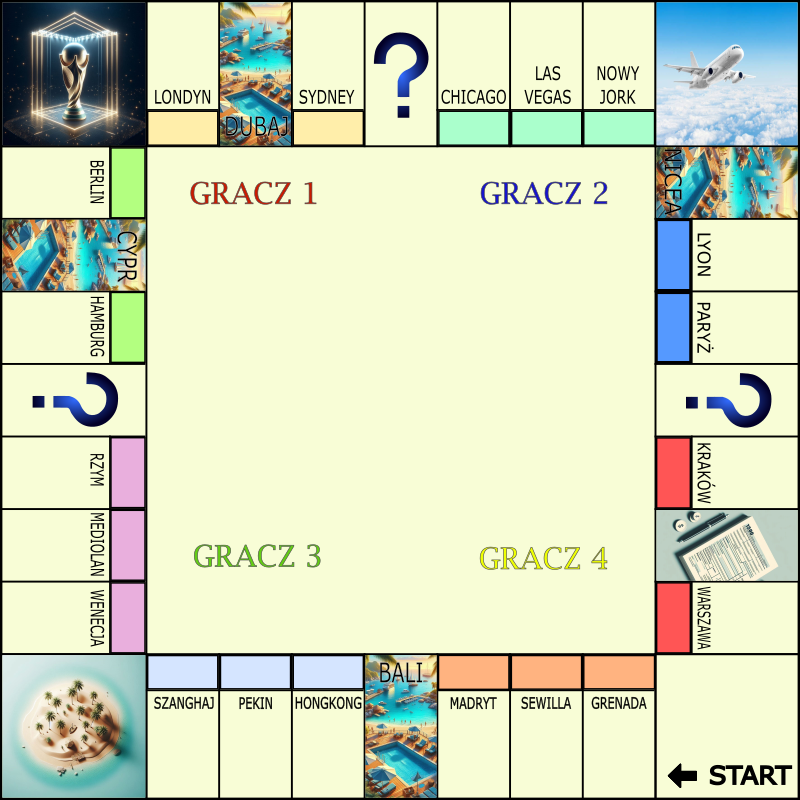 LONDYN
DUBAJ
SYDNEY
?
CHICAGO
LAS
VEGAS
NOWY
JORK
BERLIN
GRACZ 1
GRACZ 2
NICEA
CYPR
LYON
HAMBURG
PARYŻ
?
?
RZYM
KRAKÓW
MEDIOLAN
GRACZ 3
GRACZ 4
WENECJA
WARSZAWA
SZANGHAJ
PEKIN
HONGKONG
BALI
MADRYT
SEWILLA
GRENADA
START